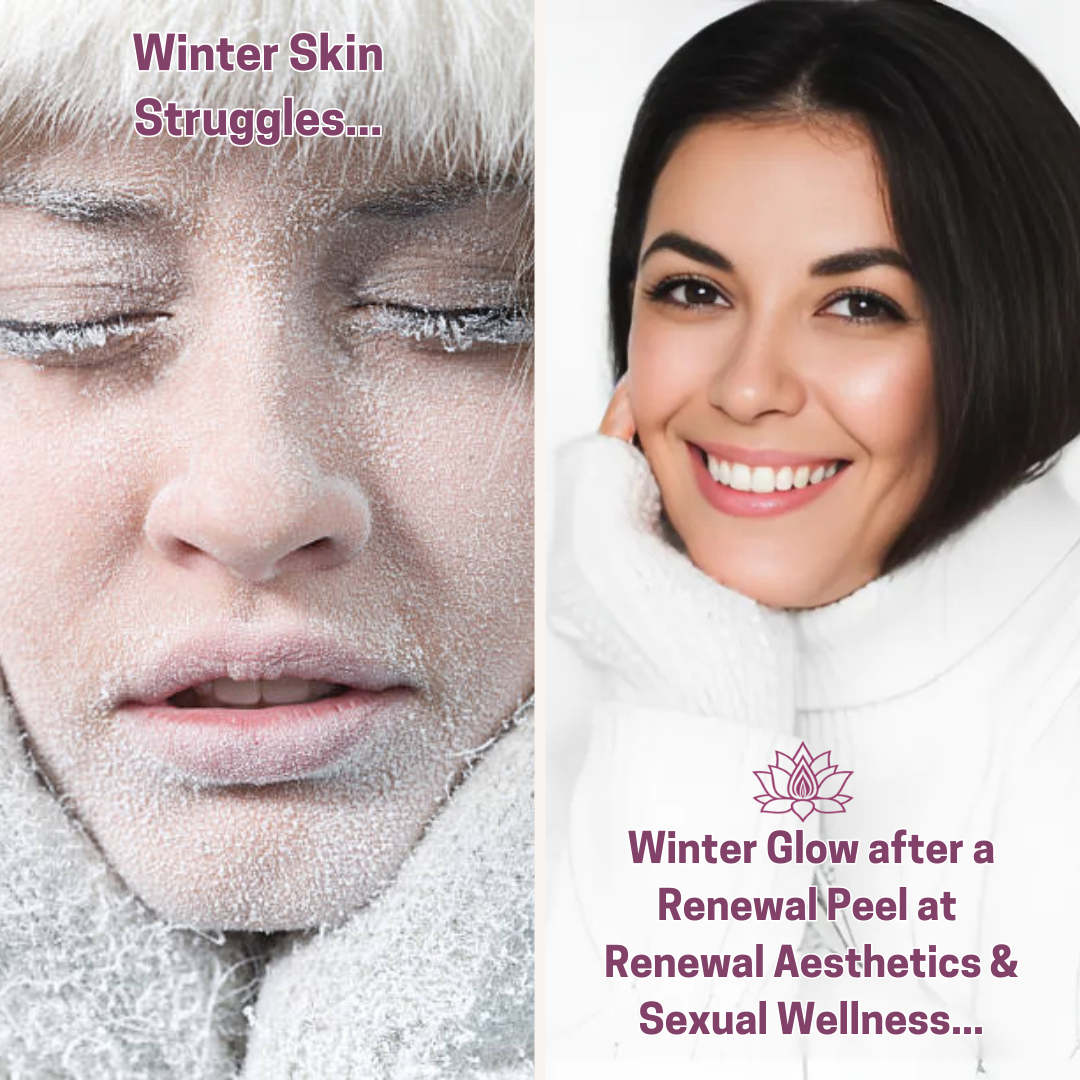 Winter Skin
Struggles...
Winter Glow after a
Renewal Peel at
Renewal Aesthetics &
Sexual Wellness...